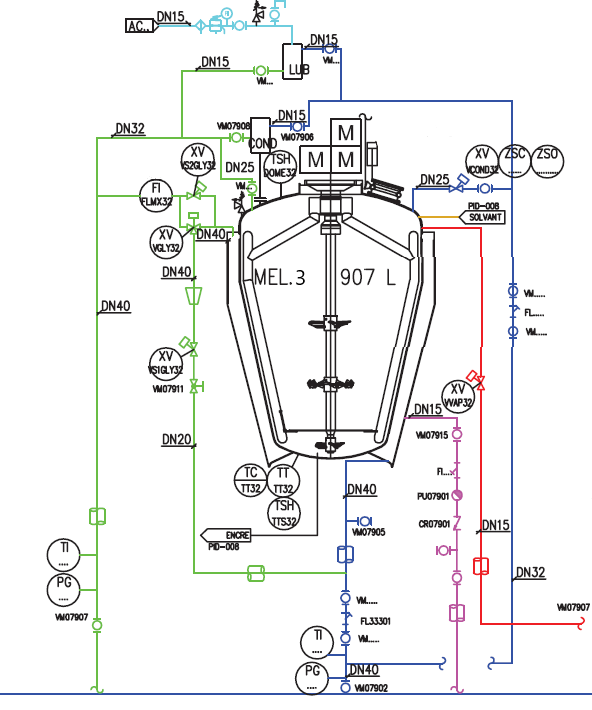 AC..
DN15
TI
DN15
LUB
VM...
DN15
VM...
DN15
DN32
VM07908
COND
VM07906
M
M M
XV
VS2GLY32
DN25
TSH
DOME32
VM...
XV
VCOND32
ZSC
.....
ZSO
.........
DN25
FI
FLMX32
PID-008
SOLVANT
XV
VGLY32
DN40
DN40
MEL.3 907 L
VM.....
DN40
FL.....
VM.....
XV
VS1GLY32
VM07911
XV
VVAP32
DN15
DN20
VM07915
FI...
TC
TT32
TT
TT32
TSH
TTS32
DN40
PU07901
CR07901
VM07905
DN15
ENCRE
PID-008
TI
....
PG
....
DN32
VM07907
VM.....
VM07907
FL33301
VM.....
TI
....
PG
....
DN40
VM07902